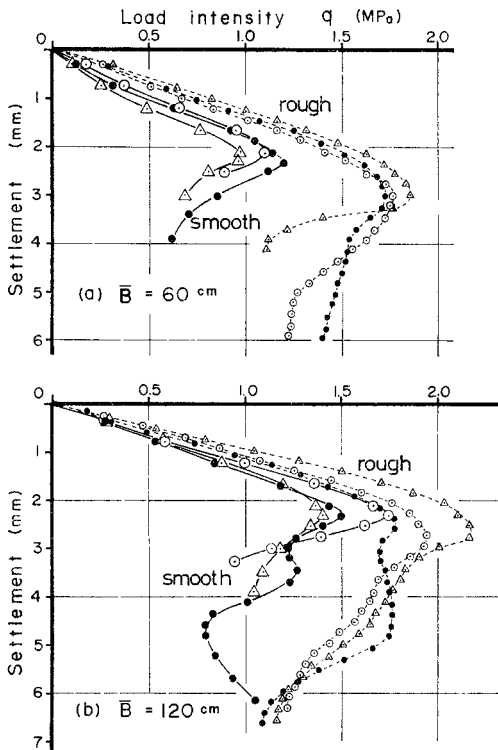 Load intensity q (MPa)
0 0.5 1.0 1.5 2.0
0
1
2
3
4
5
6
Settlement (mm)
rough
smooth
(a) B̅ = 60 cm
0 0.5 1.0 1.5 2.0
0
1
2
3
4
5
6
7
Settlement (mm)
rough
smooth
(b) B̅ = 120 cm